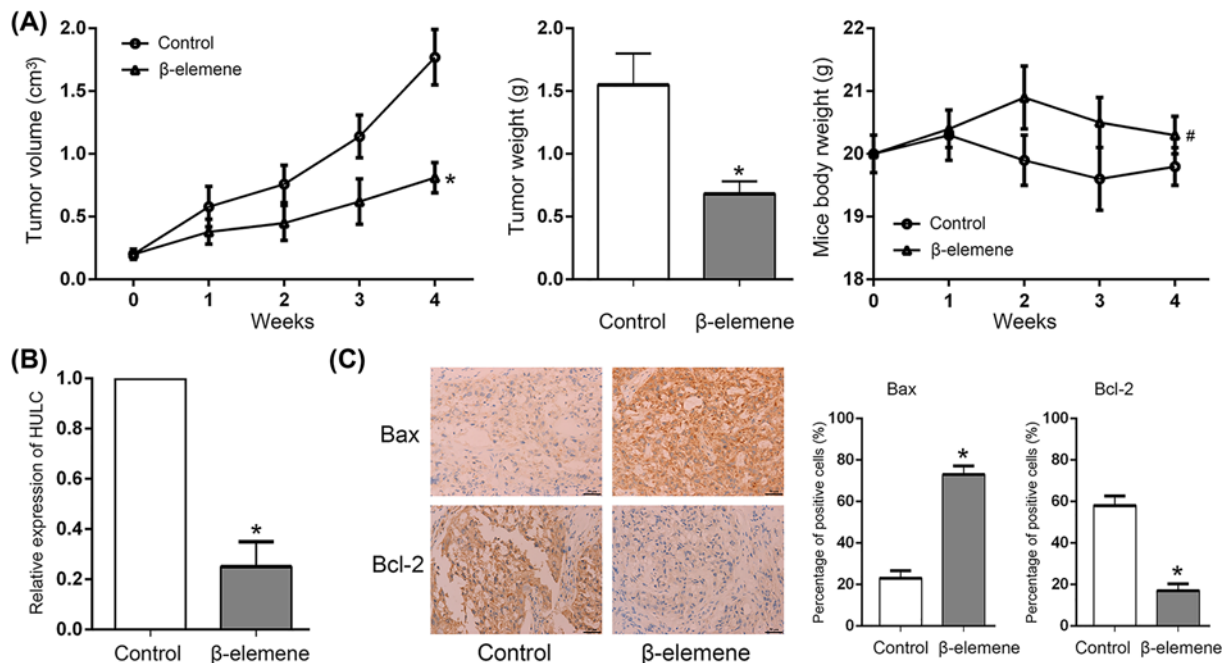 (A)
Tumor volume (cm³)
2.0
1.5
1.0
0.5
0.0
Control
β-elemene
*
0 1 2 3 4
Weeks
Tumor weight (g)
2.0
1.5
1.0
0.5
0.0
*
Control β-elemene
Mice body rweight (g)
22
21
20
19
18
#
Control
β-elemene
0 1 2 3 4
Weeks
(B)
Relative expression of HULC
1.0
0.8
0.6
0.4
0.2
0.0
*
Control β-elemene
(C)
Bax
Bcl-2
Control β-elemene
Bax
Percentage of positive cells (%)
100
80
60
40
20
0
*
Control β-elemene
Bcl-2
Percentage of positive cells (%)
100
80
60
40
20
0
*
Control β-elemene